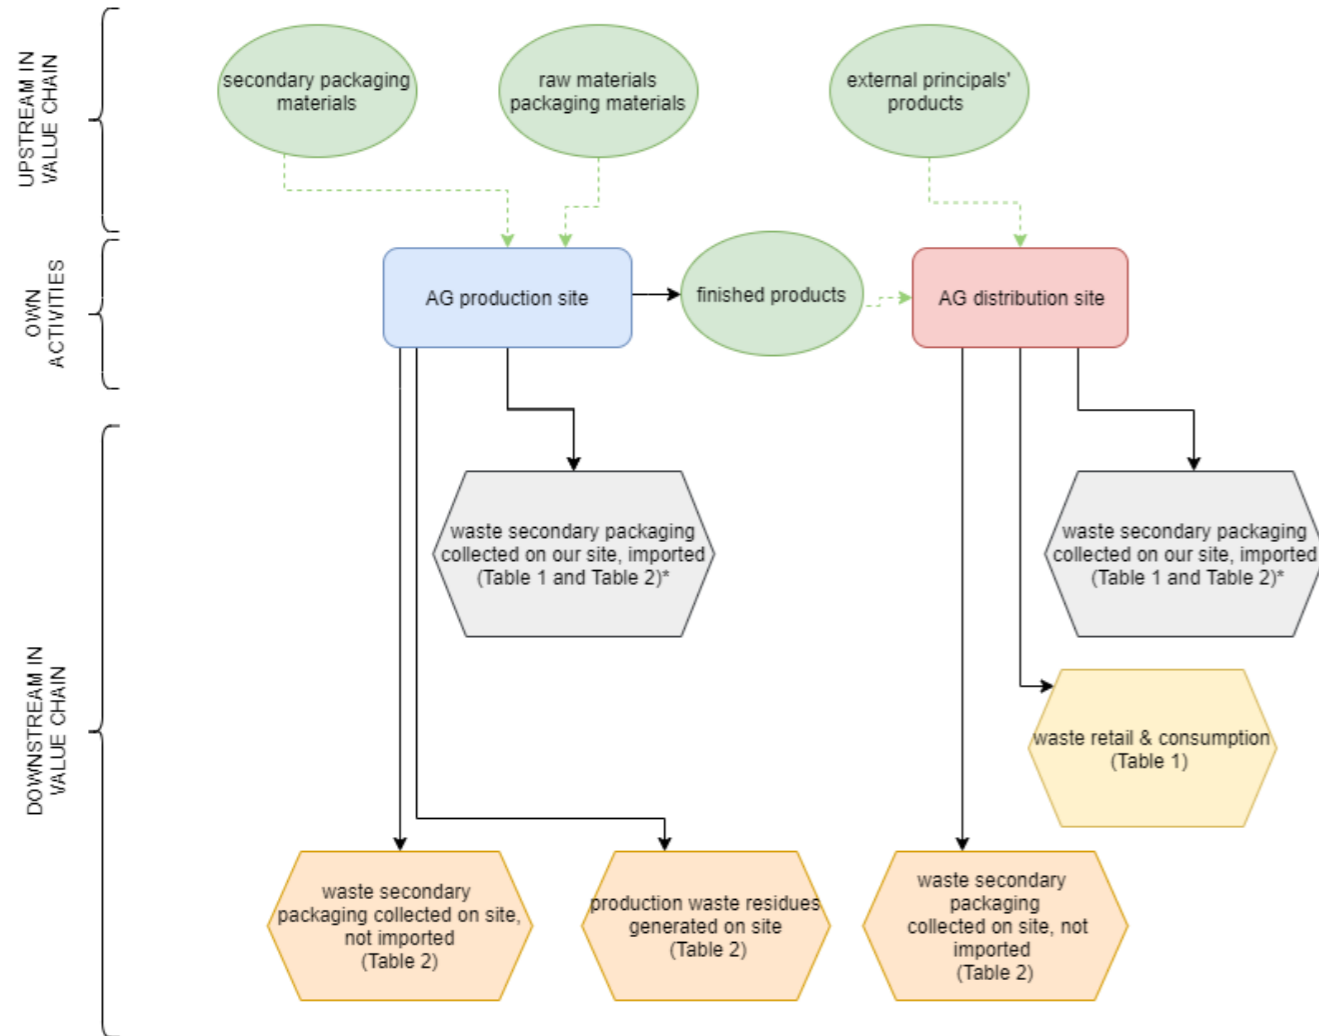 UPSTREAM IN
VALUE CHAIN
secondary packaging
materials
raw materials
packaging materials
external principals'
products
OWN
ACTIVITIES
AG production site
finished products
AG distribution site
DOWNSTREAM IN
VALUE CHAIN
waste secondary packaging
collected on our site, imported
(Table 1 and Table 2)*
waste secondary packaging
collected on our site, imported
(Table 1 and Table 2)*
waste retail & consumption
(Table 1)
waste secondary
packaging collected on site,
not imported
(Table 2)
production waste residues
generated on site
(Table 2)
waste secondary
packaging
collected on site, not
imported
(Table 2)